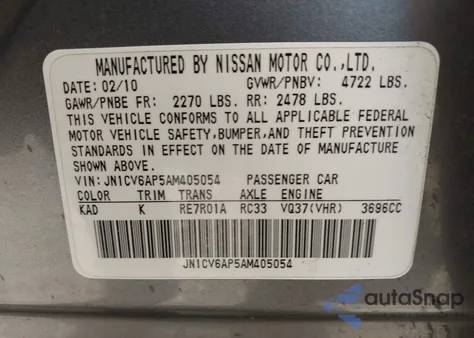 MANUFACTURED BY NISSAN MOTOR CO.,LTD.
DATE: 02/10 GVWR/PNBV: 4722 LBS.
GAWR/PNBE FR: 2270 LBS. RR: 2478 LBS.
THIS VEHICLE CONFORMS TO ALL APPLICABLE FEDERAL
MOTOR VEHICLE SAFETY, BUMPER, AND THEFT PREVENTION
STANDARDS IN EFFECT ON THE DATE OF MANUFACTURE
SHOWN ABOVE.
VIN: JN1CV6AP5AM405054 PASSENGER CAR
COLOR TRIM TRANS AXLE ENGINE
KAD K RE7R01A RC33 VQ37(VHR) 3696CC
JN1CV6AP5AM405054
autoSnap